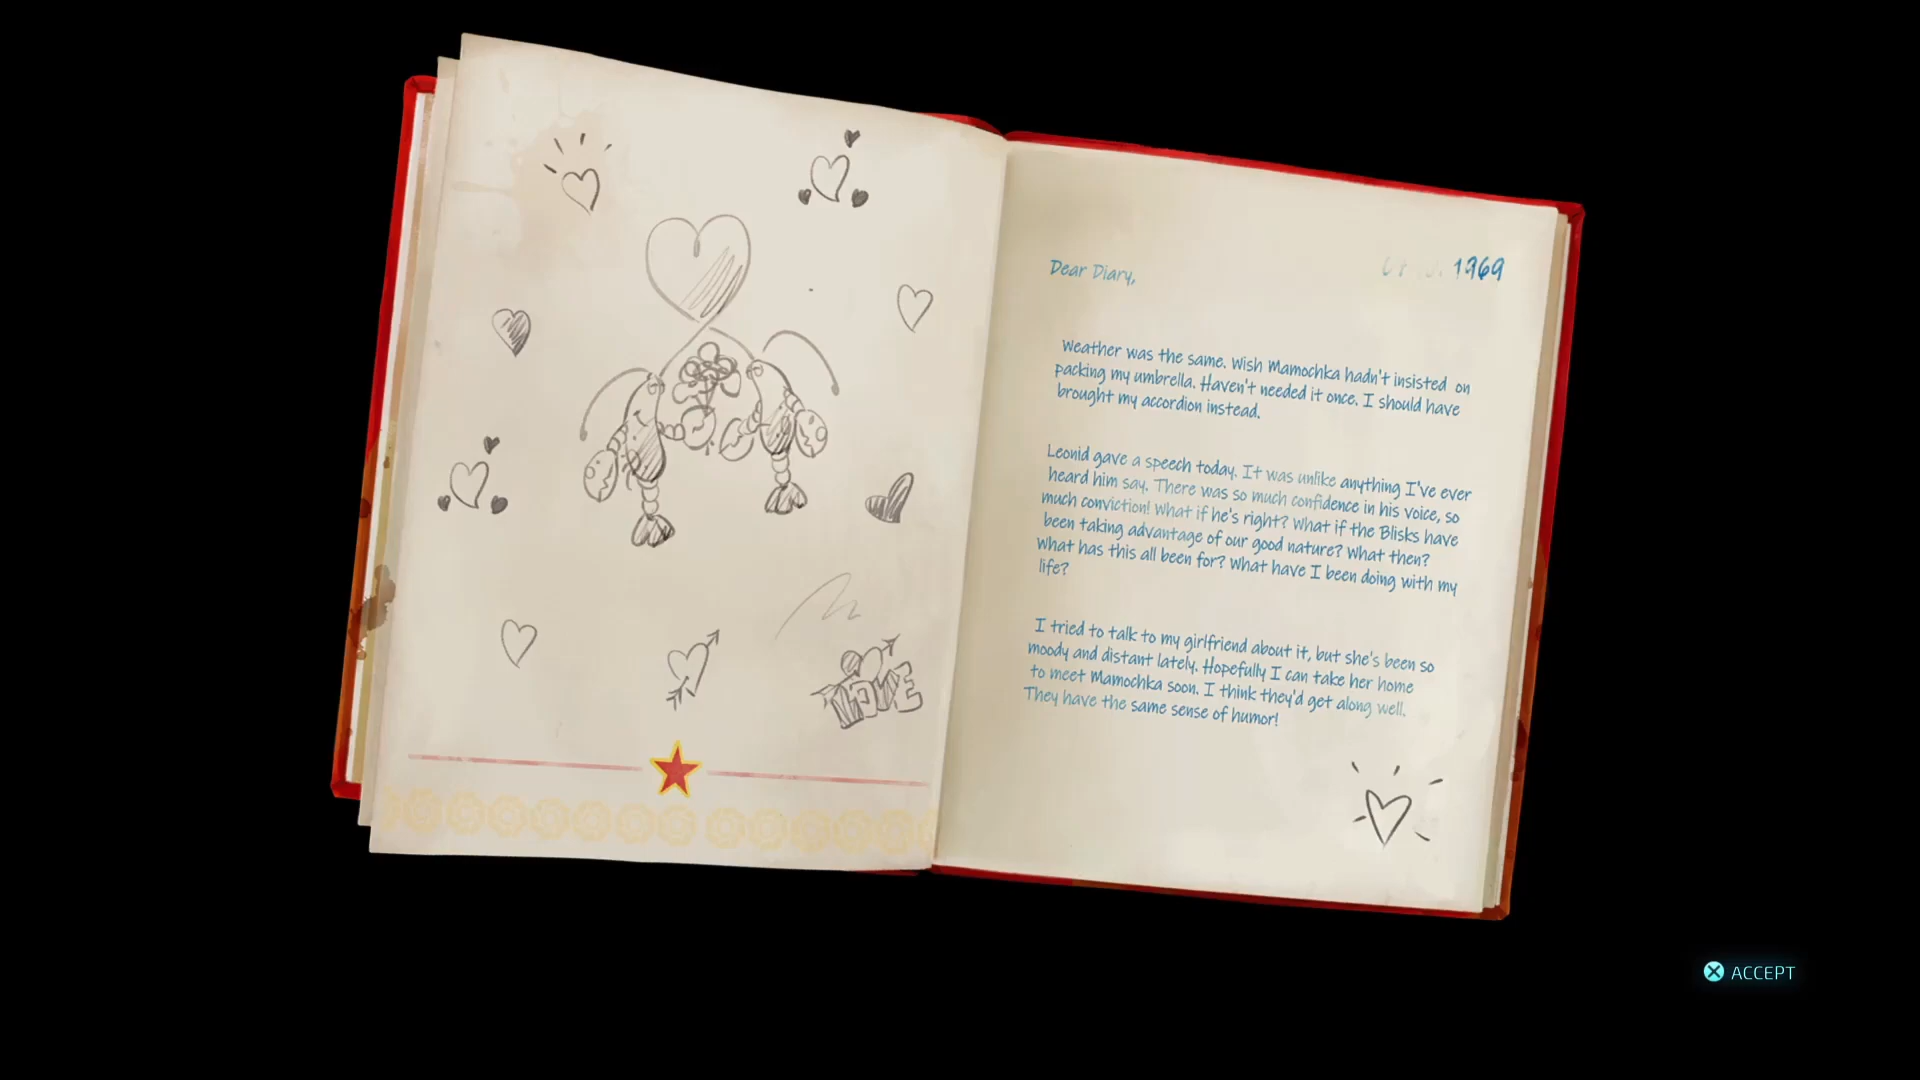 Dear Diary,
1969
Weather was the same. Wish Mamochka hadn't insisted on
packing my umbrella. Haven't needed it once. I should have
brought my accordion instead.
Leonid gave a speech today. It was unlike anything I've ever
heard him say. There was so much confidence in his voice, so
much conviction! What if he's right? What if the Blisks have
been taking advantage of our good nature? What then?
What has this all been for? What have I been doing with my
life?
I tried to talk to my girlfriend about it, but she's been so
moody and distant lately. Hopefully I can take her home
to meet Mamochka soon. I think they'd get along well.
They have the same sense of humor!
ACCEPT